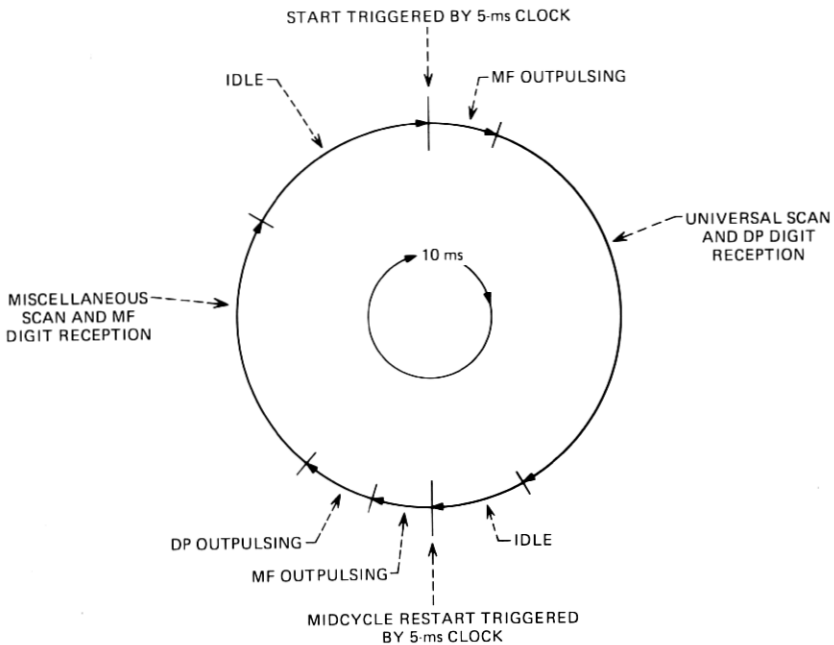 START TRIGGERED BY 5-ms CLOCK
MF OUTPULSING
IDLE
UNIVERSAL SCAN
AND DP DIGIT
RECEPTION
10 ms
MISCELLANEOUS
SCAN AND MF
DIGIT RECEPTION
DP OUTPULSING
IDLE
MF OUTPULSING
MIDCYCLE RESTART TRIGGERED
BY 5-ms CLOCK